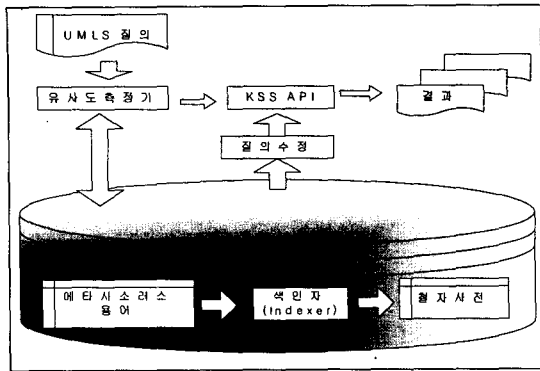 UMLS 질의
유사도측정기
KSS API
결과
질의수정
메타시소러스
용어
색인자
(Indexer)
철자사전